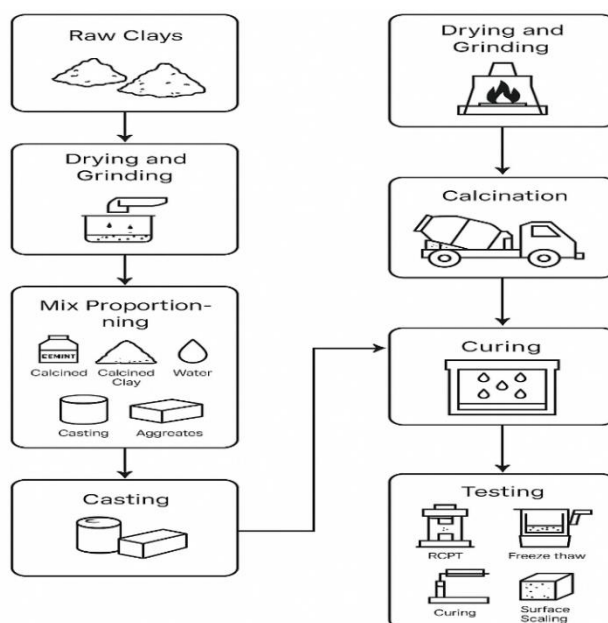 Raw Clays
Drying and
Grinding
Mix Proportion-
ning
CEMINT
Calcined
Calcined
Clay
Water
Casting
Aggreates
Casting
Drying and
Grinding
Calcination
Curing
Testing
RCPT
Freeze thaw
Curing
Surface
Scaling